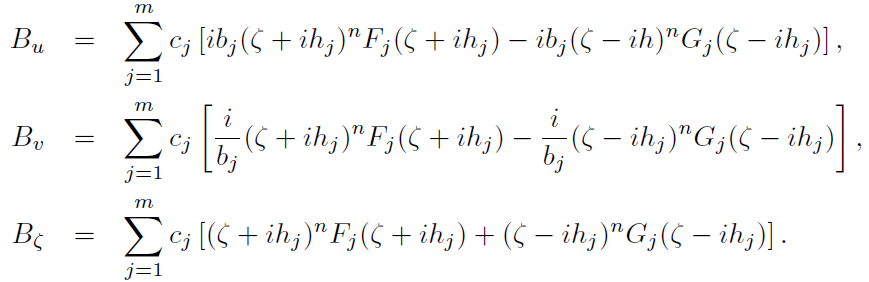 $B_u = \sum_{j=1}^{m} c_j \left[ i b_j (\zeta + i h_j)^n F_j(\zeta + i h_j) - i b_j (\zeta - i h)^n G_j(\zeta - i h_j) \right],$
$B_v = \sum_{j=1}^{m} c_j \left[ \frac{i}{b_j} (\zeta + i h_j)^n F_j(\zeta + i h_j) - \frac{i}{b_j} (\zeta - i h_j)^n G_j(\zeta - i h_j) \right],$
$B_\zeta = \sum_{j=1}^{m} c_j \left[ (\zeta + i h_j)^n F_j(\zeta + i h_j) + (\zeta - i h_j)^n G_j(\zeta - i h_j) \right].$